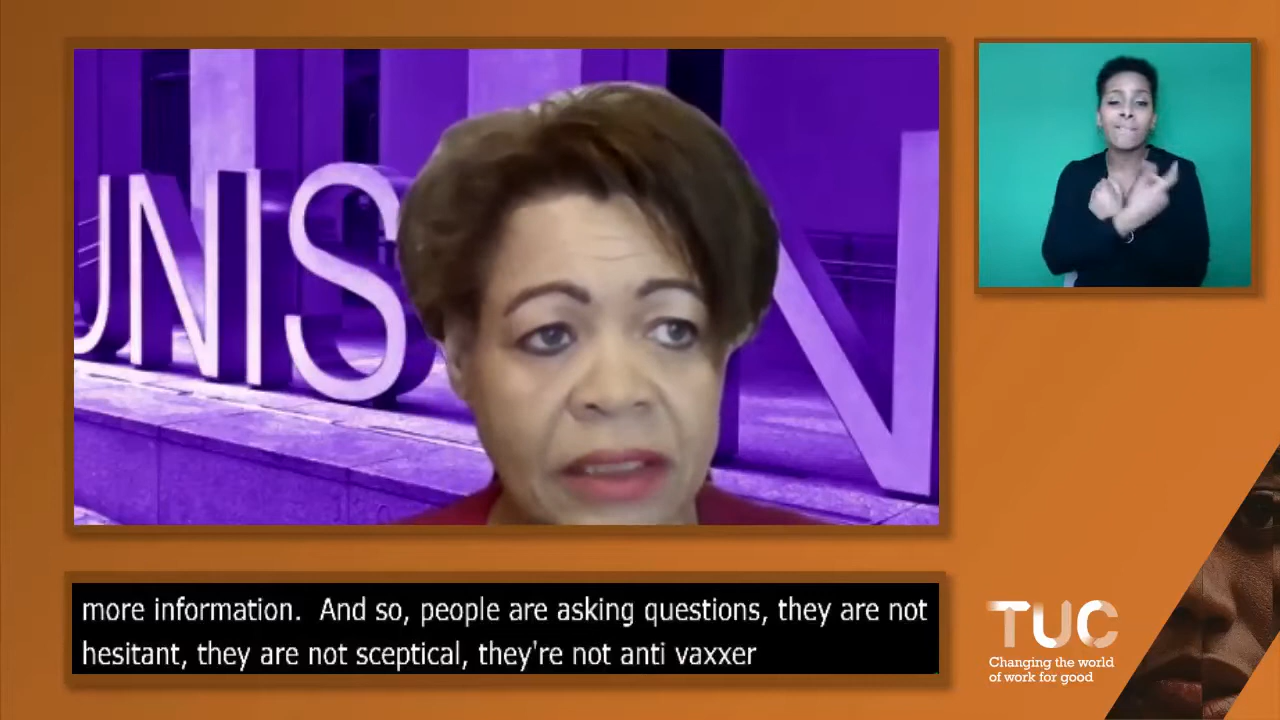 UNIS N
more information.  And so, people are asking questions, they are not
hesitant, they are not sceptical, they're not anti vaxxer
TUC
Changing the world
of work for good